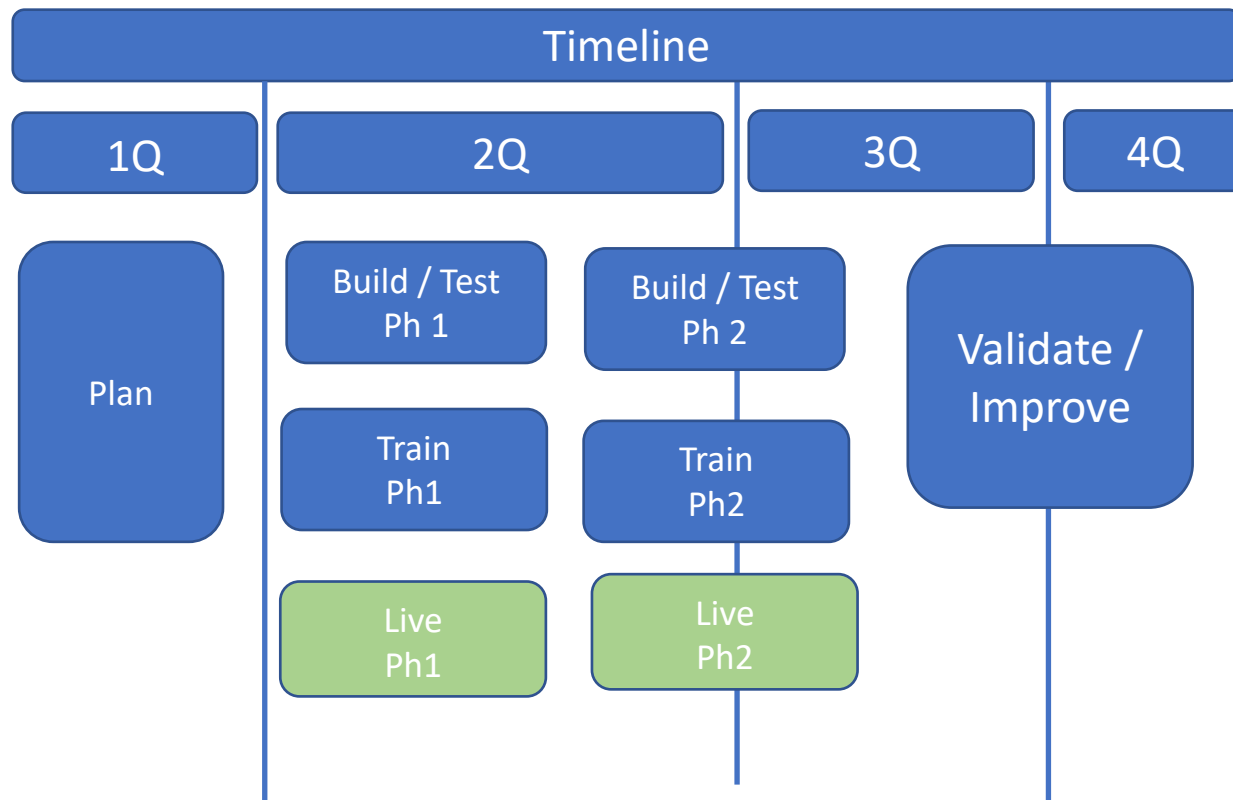 Timeline
1Q
2Q
3Q
4Q
Plan
Build / Test
Ph 1
Train
Ph1
Live
Ph1
Build / Test
Ph 2
Train
Ph2
Live
Ph2
Validate /
Improve